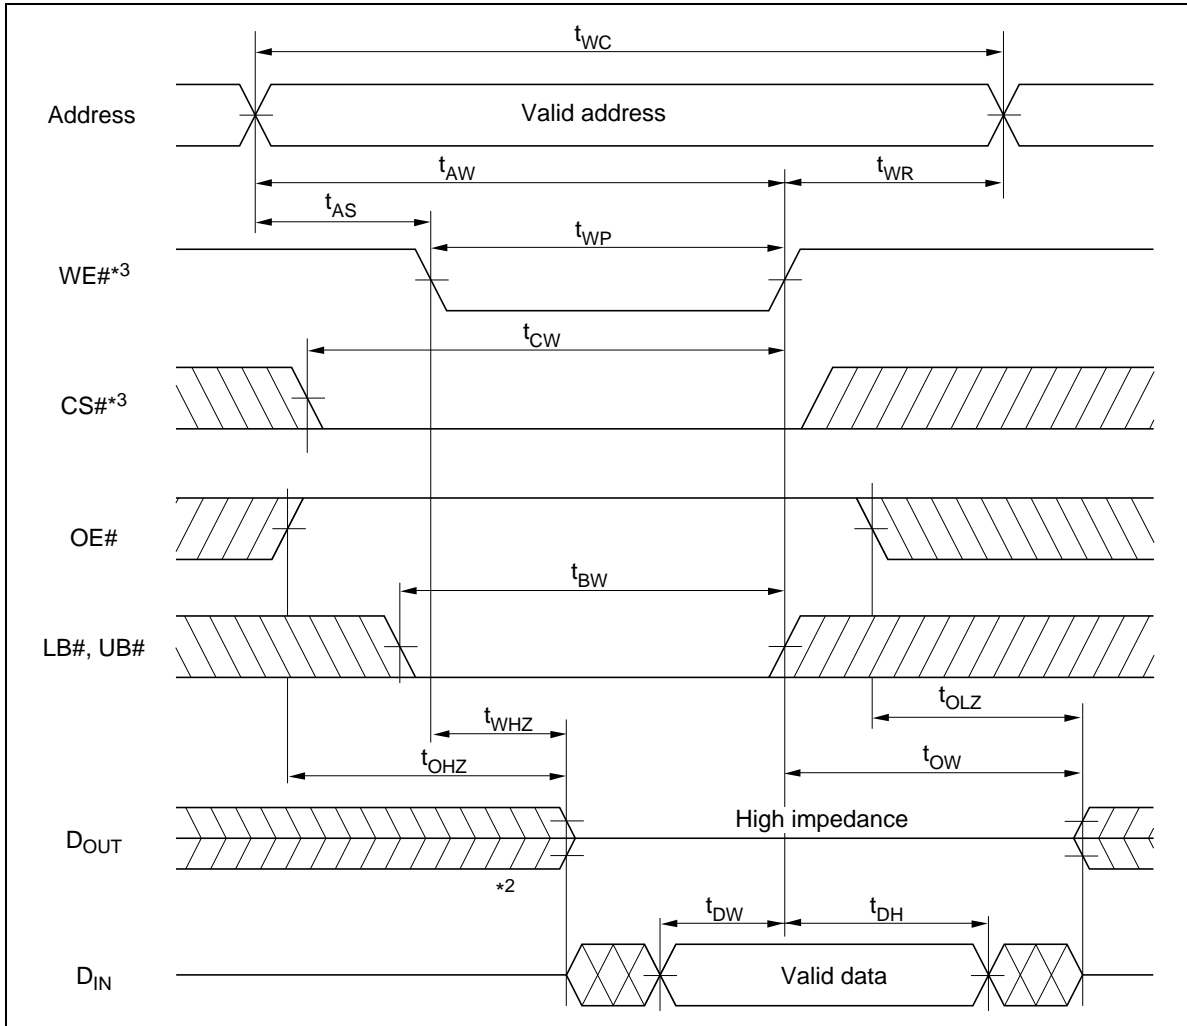 tWC
Address
Valid address
tAW
tWR
tAS
tWP
WE#*3
tCW
CS#*3
OE#
tBW
LB#, UB#
tOLZ
tWHZ
tOW
tOHZ
High impedance
DOUT
*2
tDW
tDH
DIN
Valid data